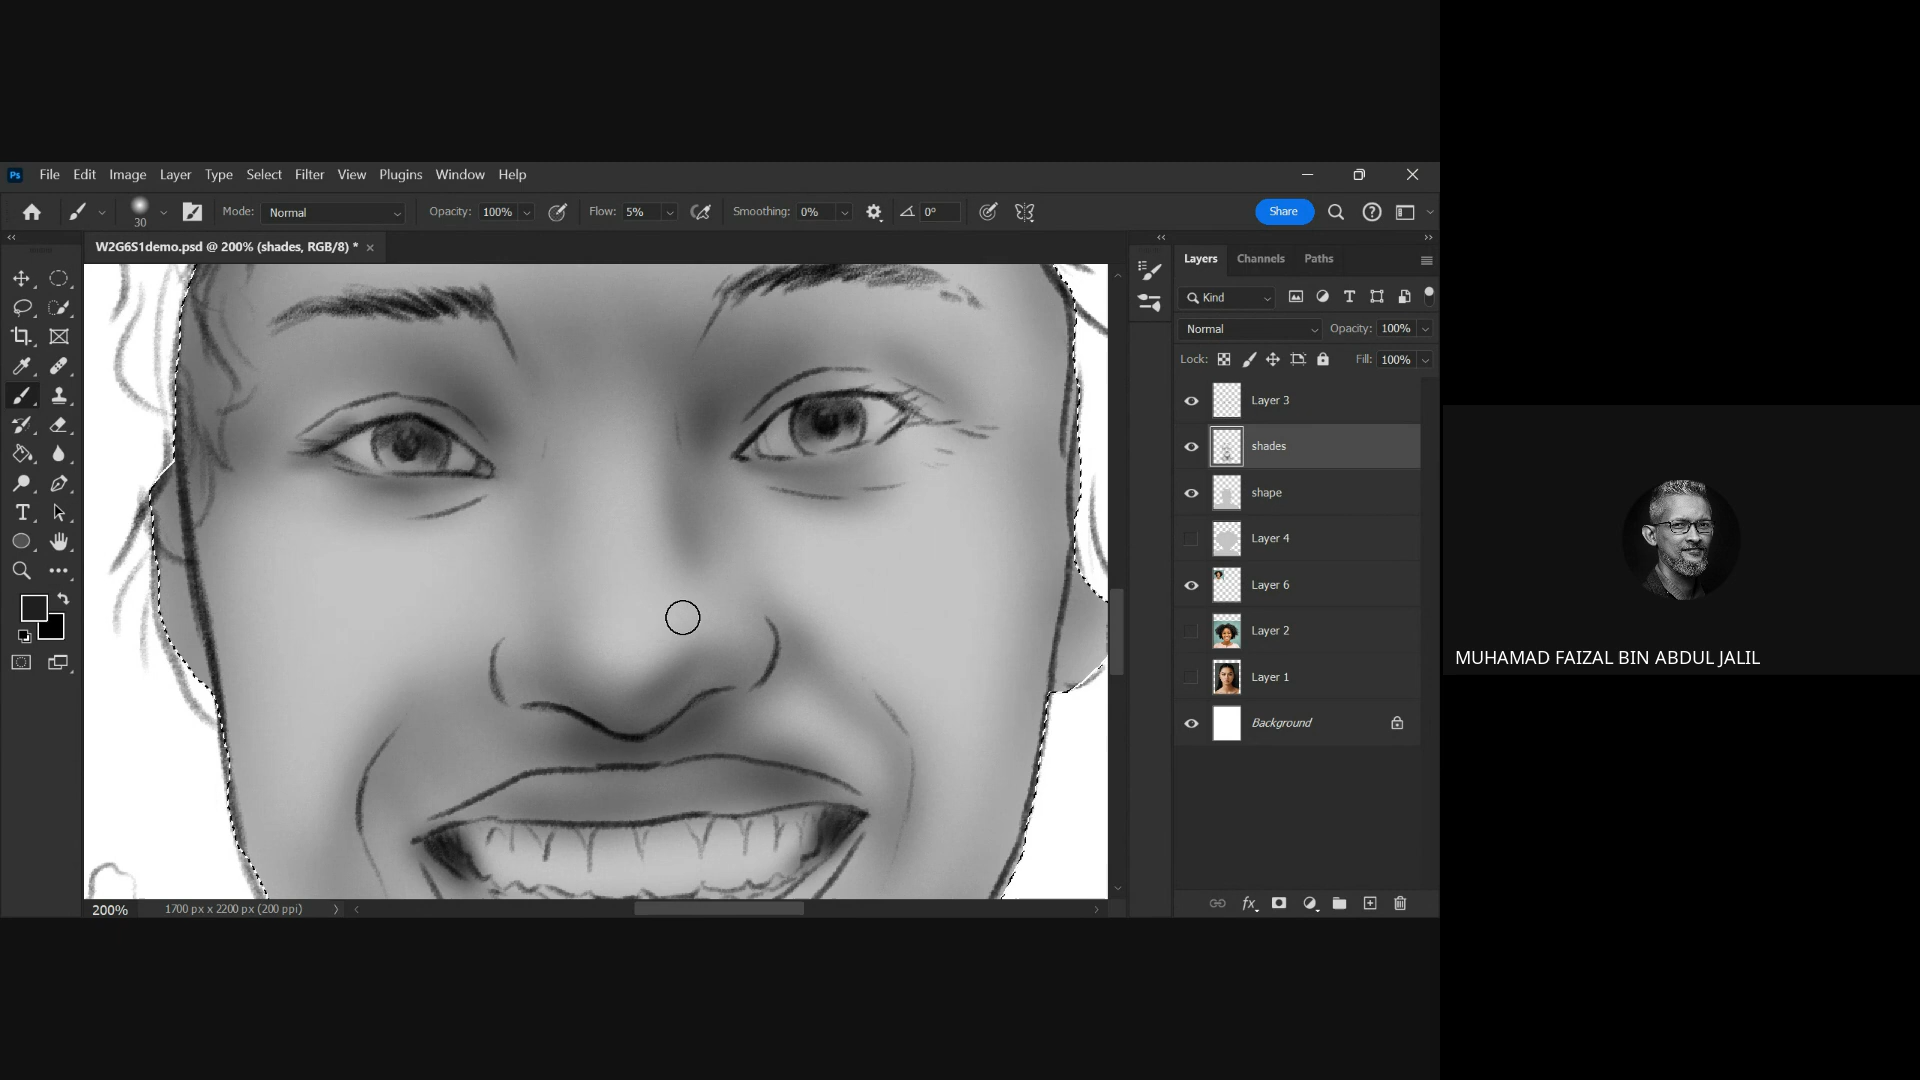 Ps File Edit Image Layer Type Select Filter View Plugins Window Help
30 Mode: Normal Opacity: 100% Flow: 5% Smoothing: 0% 0° Share
W2G6S1demo.psd @ 200% (shades, RGB/8) *
Layers Channels Paths
Kind
Normal Opacity: 100%
Lock: Fill: 100%
Layer 3
shades
shape
Layer 4
Layer 6
Layer 2
Layer 1
Background
MUHAMAD FAIZAL BIN ABDUL JALIL
200% 1700 px x 2200 px (200 ppi)
fx